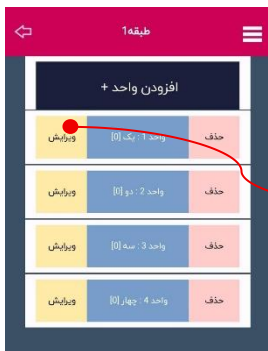 طبقه1
افزودن واحد +
حذف واحد 1 : یک [0] ویرایش
حذف واحد 2 : دو [0] ویرایش
حذف واحد 3 : سه [0] ویرایش
حذف واحد 4 : چهار [0] ویرایش